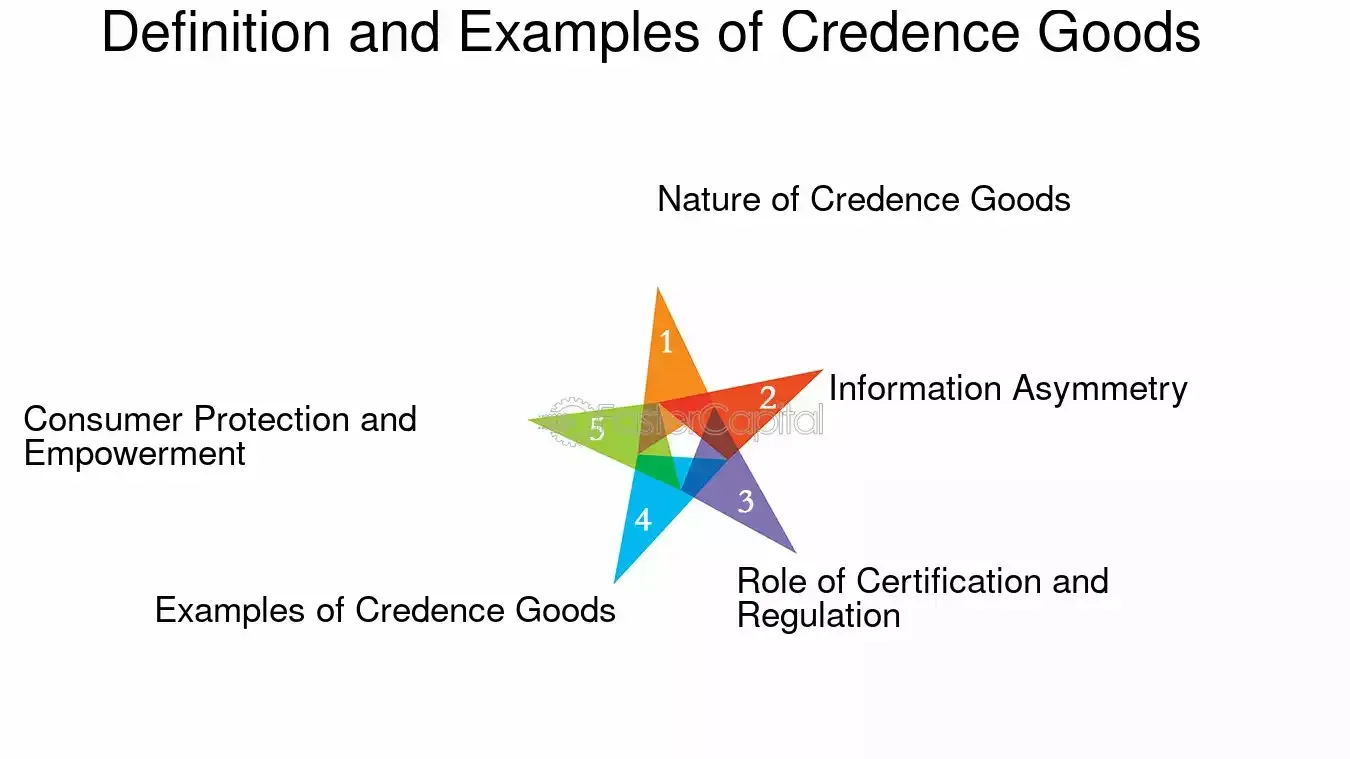 Definition and Examples of Credence Goods
Nature of Credence Goods
1
2
Information Asymmetry
FasterCapital
5
Consumer Protection and
Empowerment
3
4
Role of Certification and
Regulation
Examples of Credence Goods